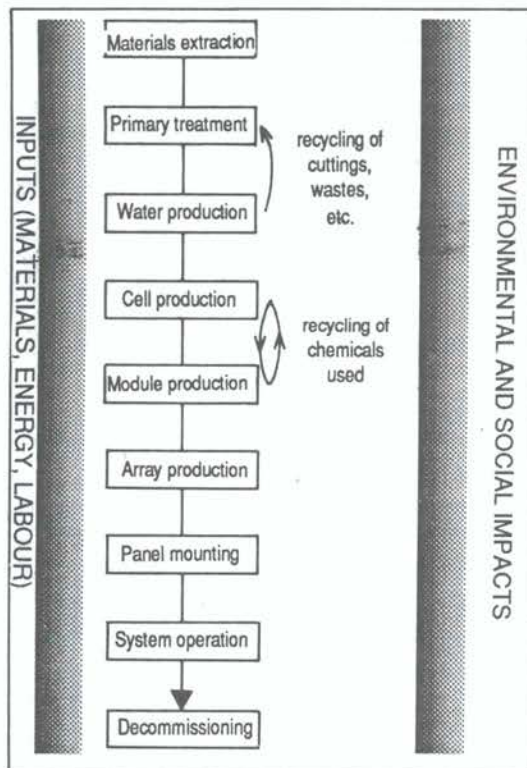 Materials extraction
Primary treatment
recycling of
cuttings,
wastes,
etc.
Water production
Cell production
recycling of
chemicals
used
Module production
Array production
Panel mounting
System operation
Decommissioning
INPUTS (MATERIALS, ENERGY, LABOUR)
ENVIRONMENTAL AND SOCIAL IMPACTS